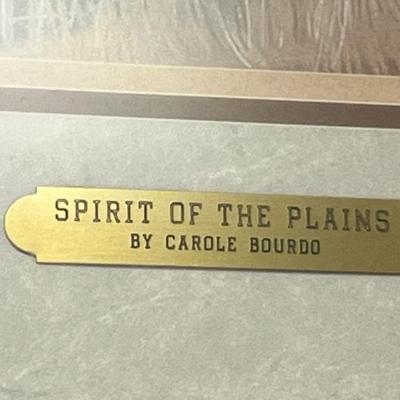 SPIRIT OF THE PLAINS
BY CAROLE BOURDO